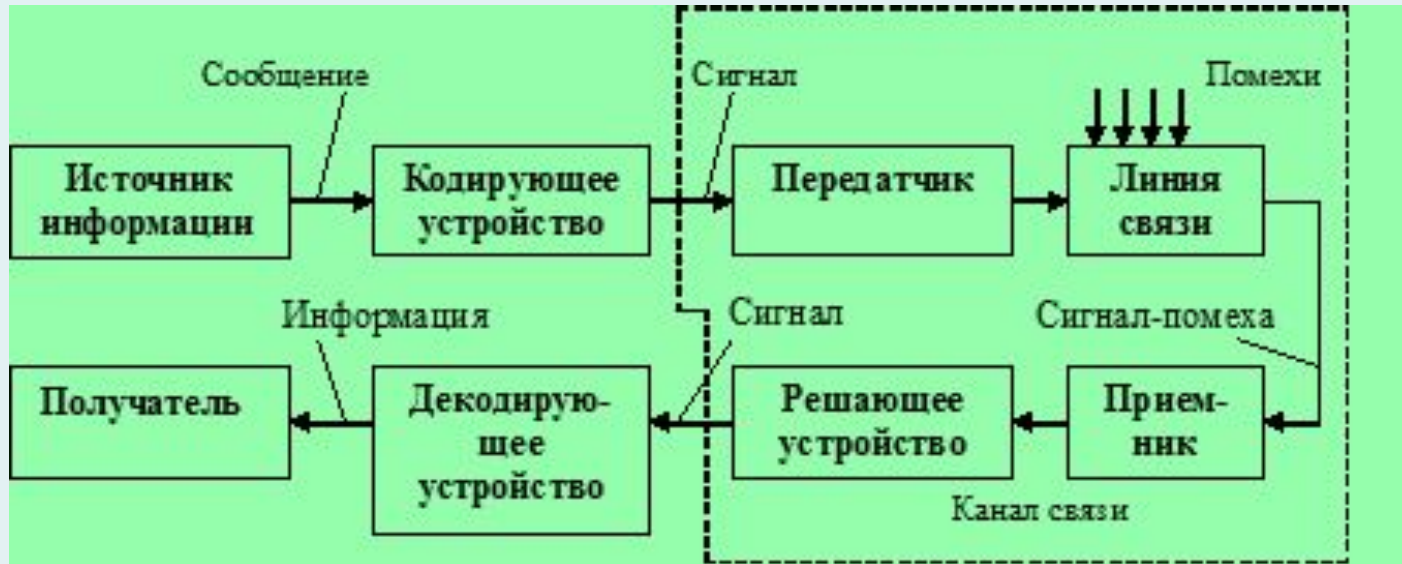 Сообщение
Сигнал
Помехи
Источник
информации
Кодирующее
устройство
Передатчик
Линия
связи
Информация
Сигнал
Сигнал-помеха
Получатель
Декодирую-
щее
устройство
Решающее
устройство
Прием-
ник
Канал связи